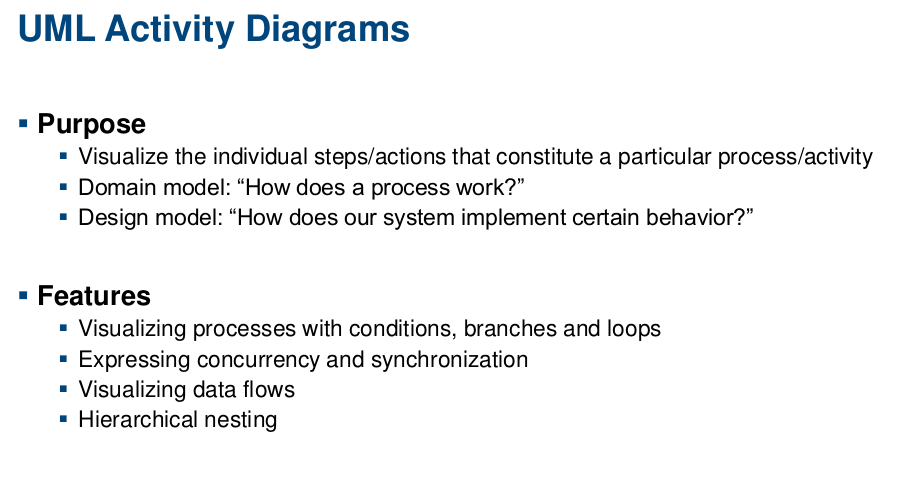 UML Activity Diagrams
Purpose
Visualize the individual steps/actions that constitute a particular process/activity
Domain model: “How does a process work?”
Design model: “How does our system implement certain behavior?”
Features
Visualizing processes with conditions, branches and loops
Expressing concurrency and synchronization
Visualizing data flows
Hierarchical nesting